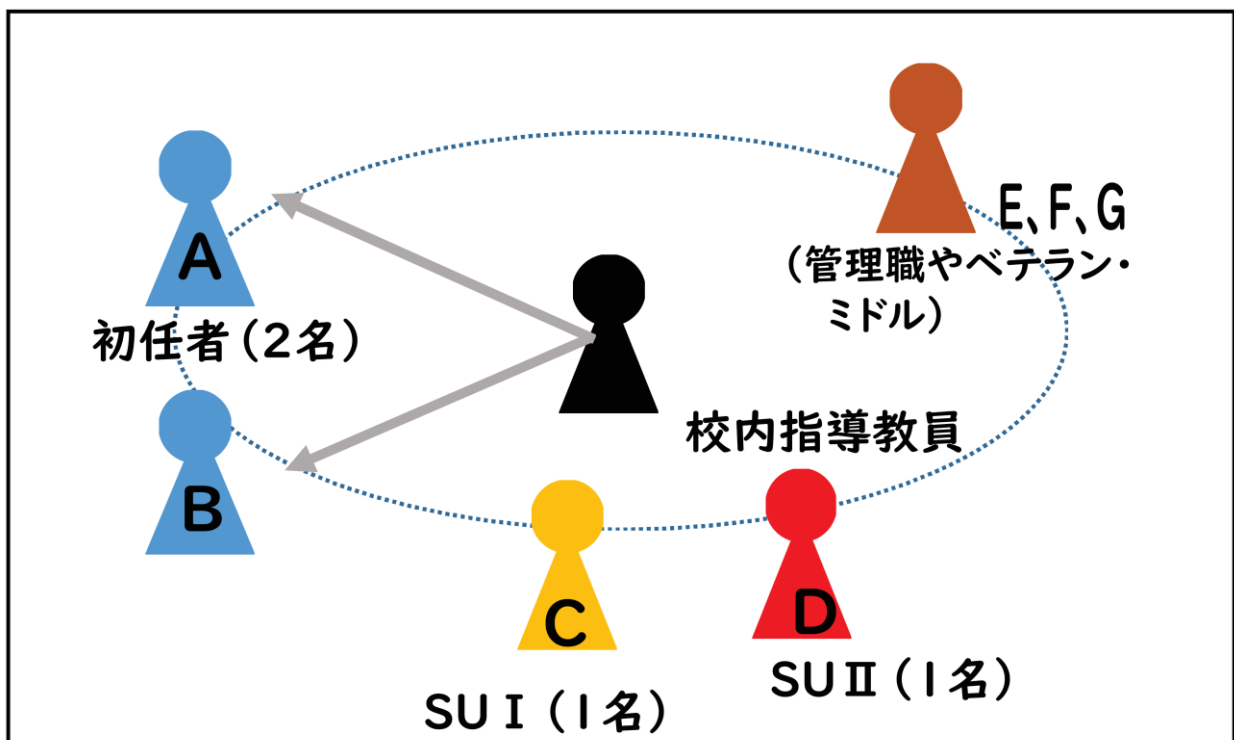 A
E、F、G
（管理職やベテラン・
ミドル）
初任者（2名）
校内指導教員
B
C
D
SUⅠ（1名）
SUⅡ（1名）